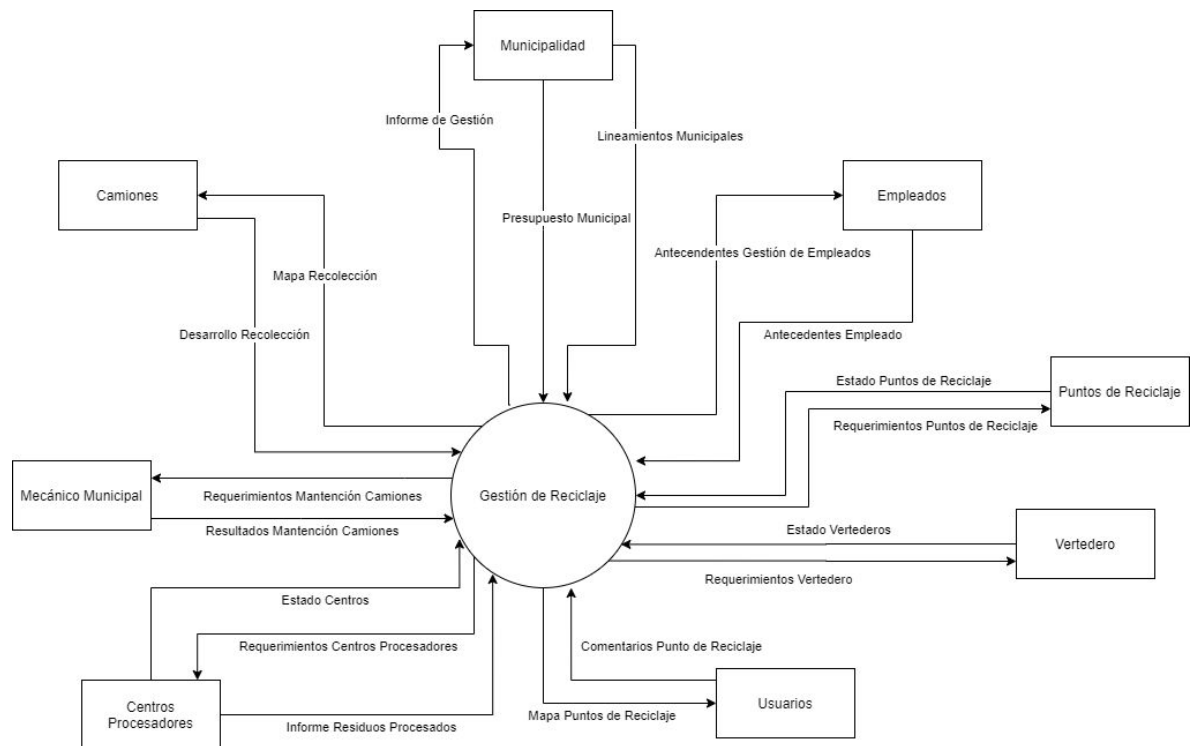 Municipalidad
Informe de Gestión
Lineamientos Municipales
Camiones
Empleados
Presupuesto Municipal
Antecendentes Gestión de Empleados
Mapa Recolección
Desarrollo Recolección
Antecedentes Empleado
Estado Puntos de Reciclaje
Puntos de Reciclaje
Requerimientos Puntos de Reciclaje
Mecánico Municipal
Requerimientos Mantención Camiones
Gestión de Reciclaje
Resultados Mantención Camiones
Estado Vertederos
Vertedero
Requerimientos Vertedero
Estado Centros
Requerimientos Centros Procesadores
Comentarios Punto de Reciclaje
Centros
Procesadores
Informe Residuos Procesados
Mapa Puntos de Reciclaje
Usuarios